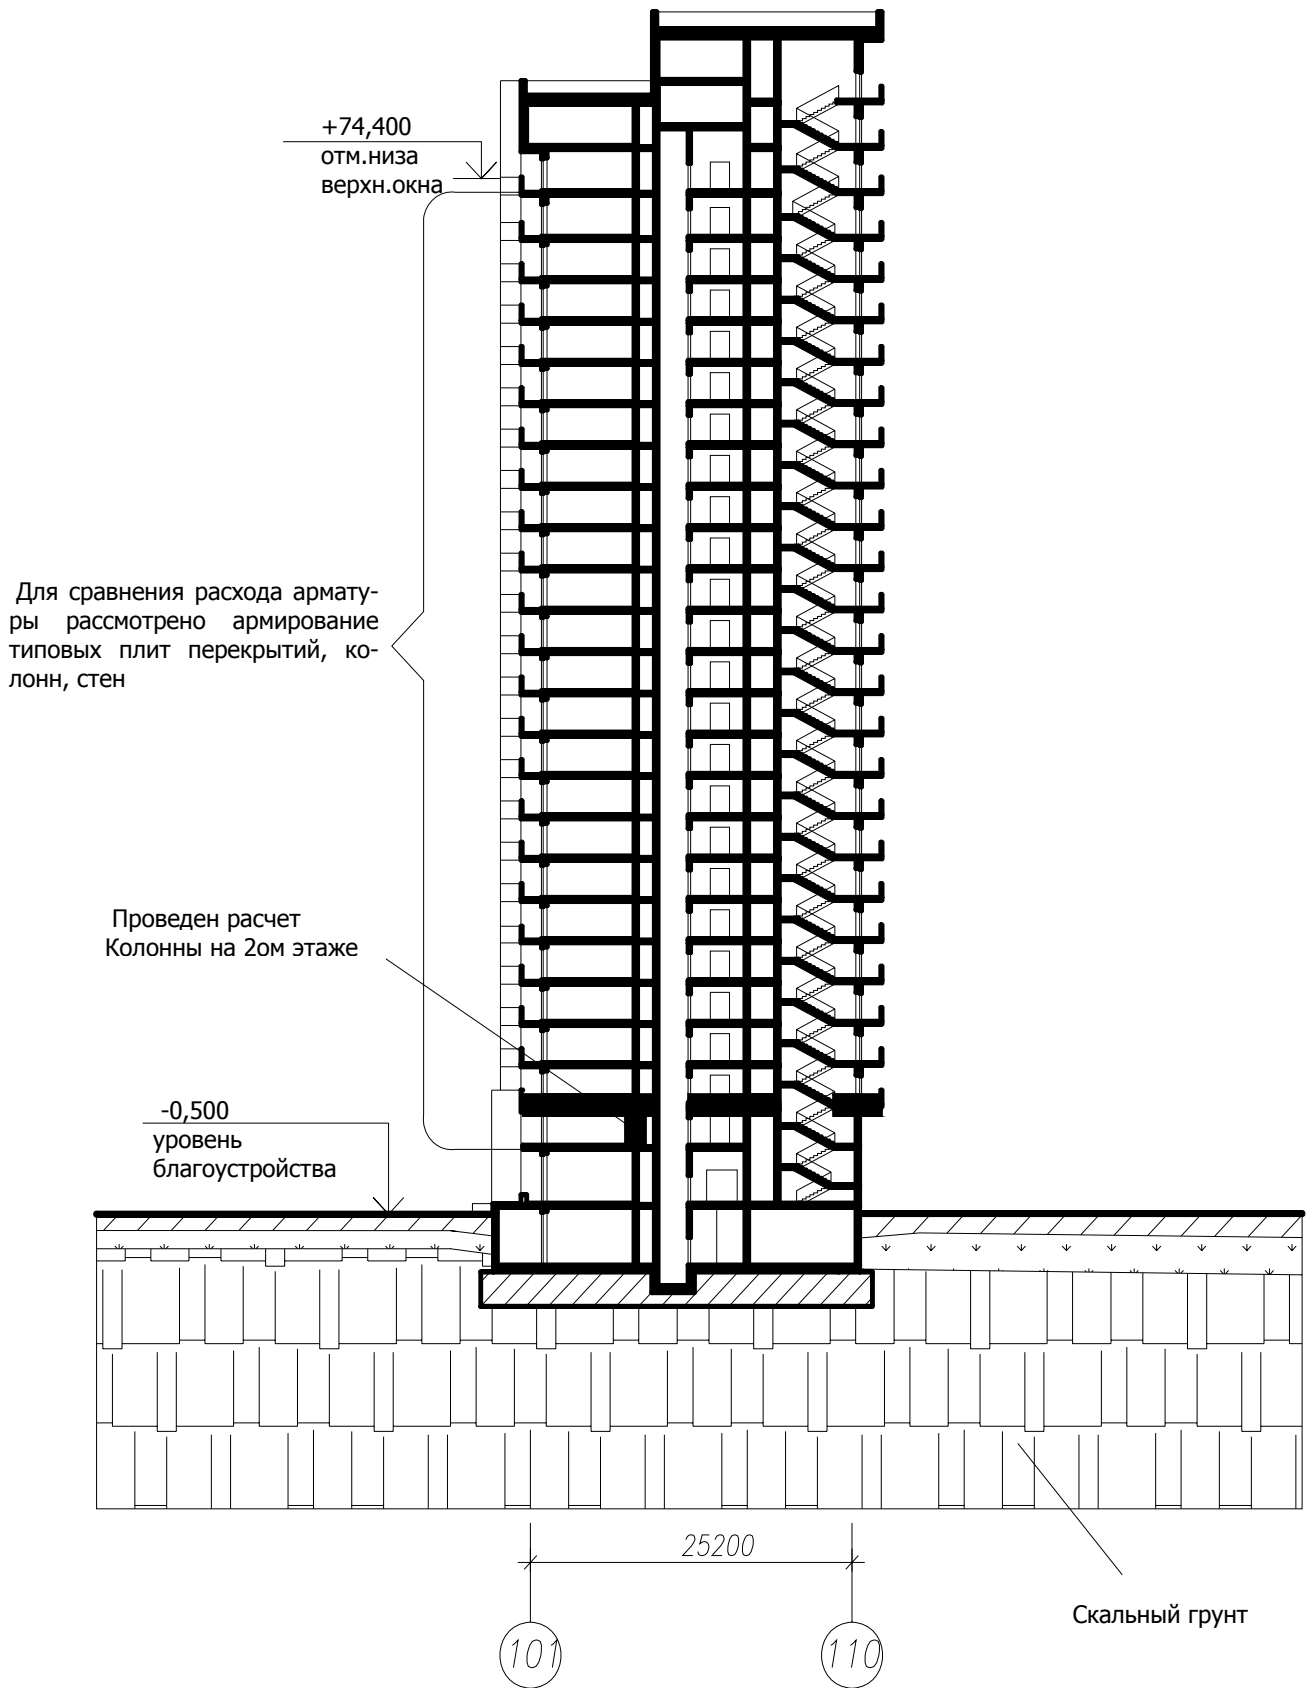 +74,400
отм.низа
верхн.окна
Для сравнения расхода армату-
ры рассмотрено армирование
типовых плит перекрытий, ко-
лонн, стен
Проведен расчет
Колонны на 2ом этаже
-0,500
уровень
благоустройства
25200
Скальный грунт
101
110